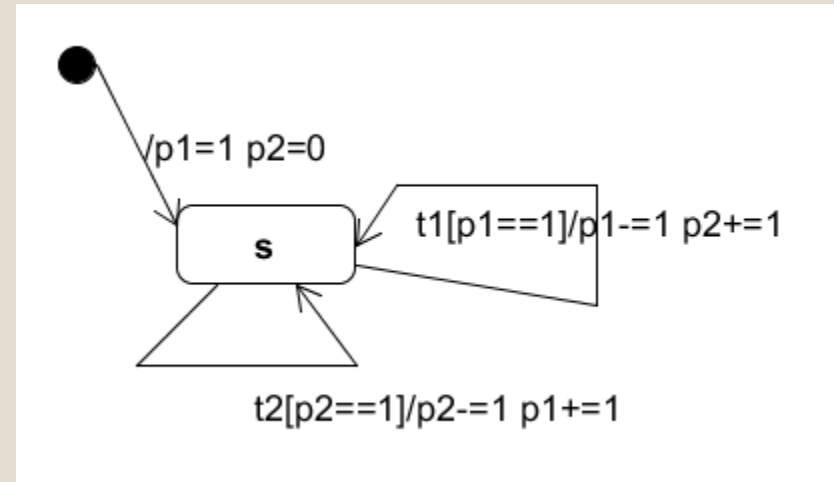 /p1=1 p2=0
t1[p1==1]/p1-=1 p2+=1
s
t2[p2==1]/p2-=1 p1+=1